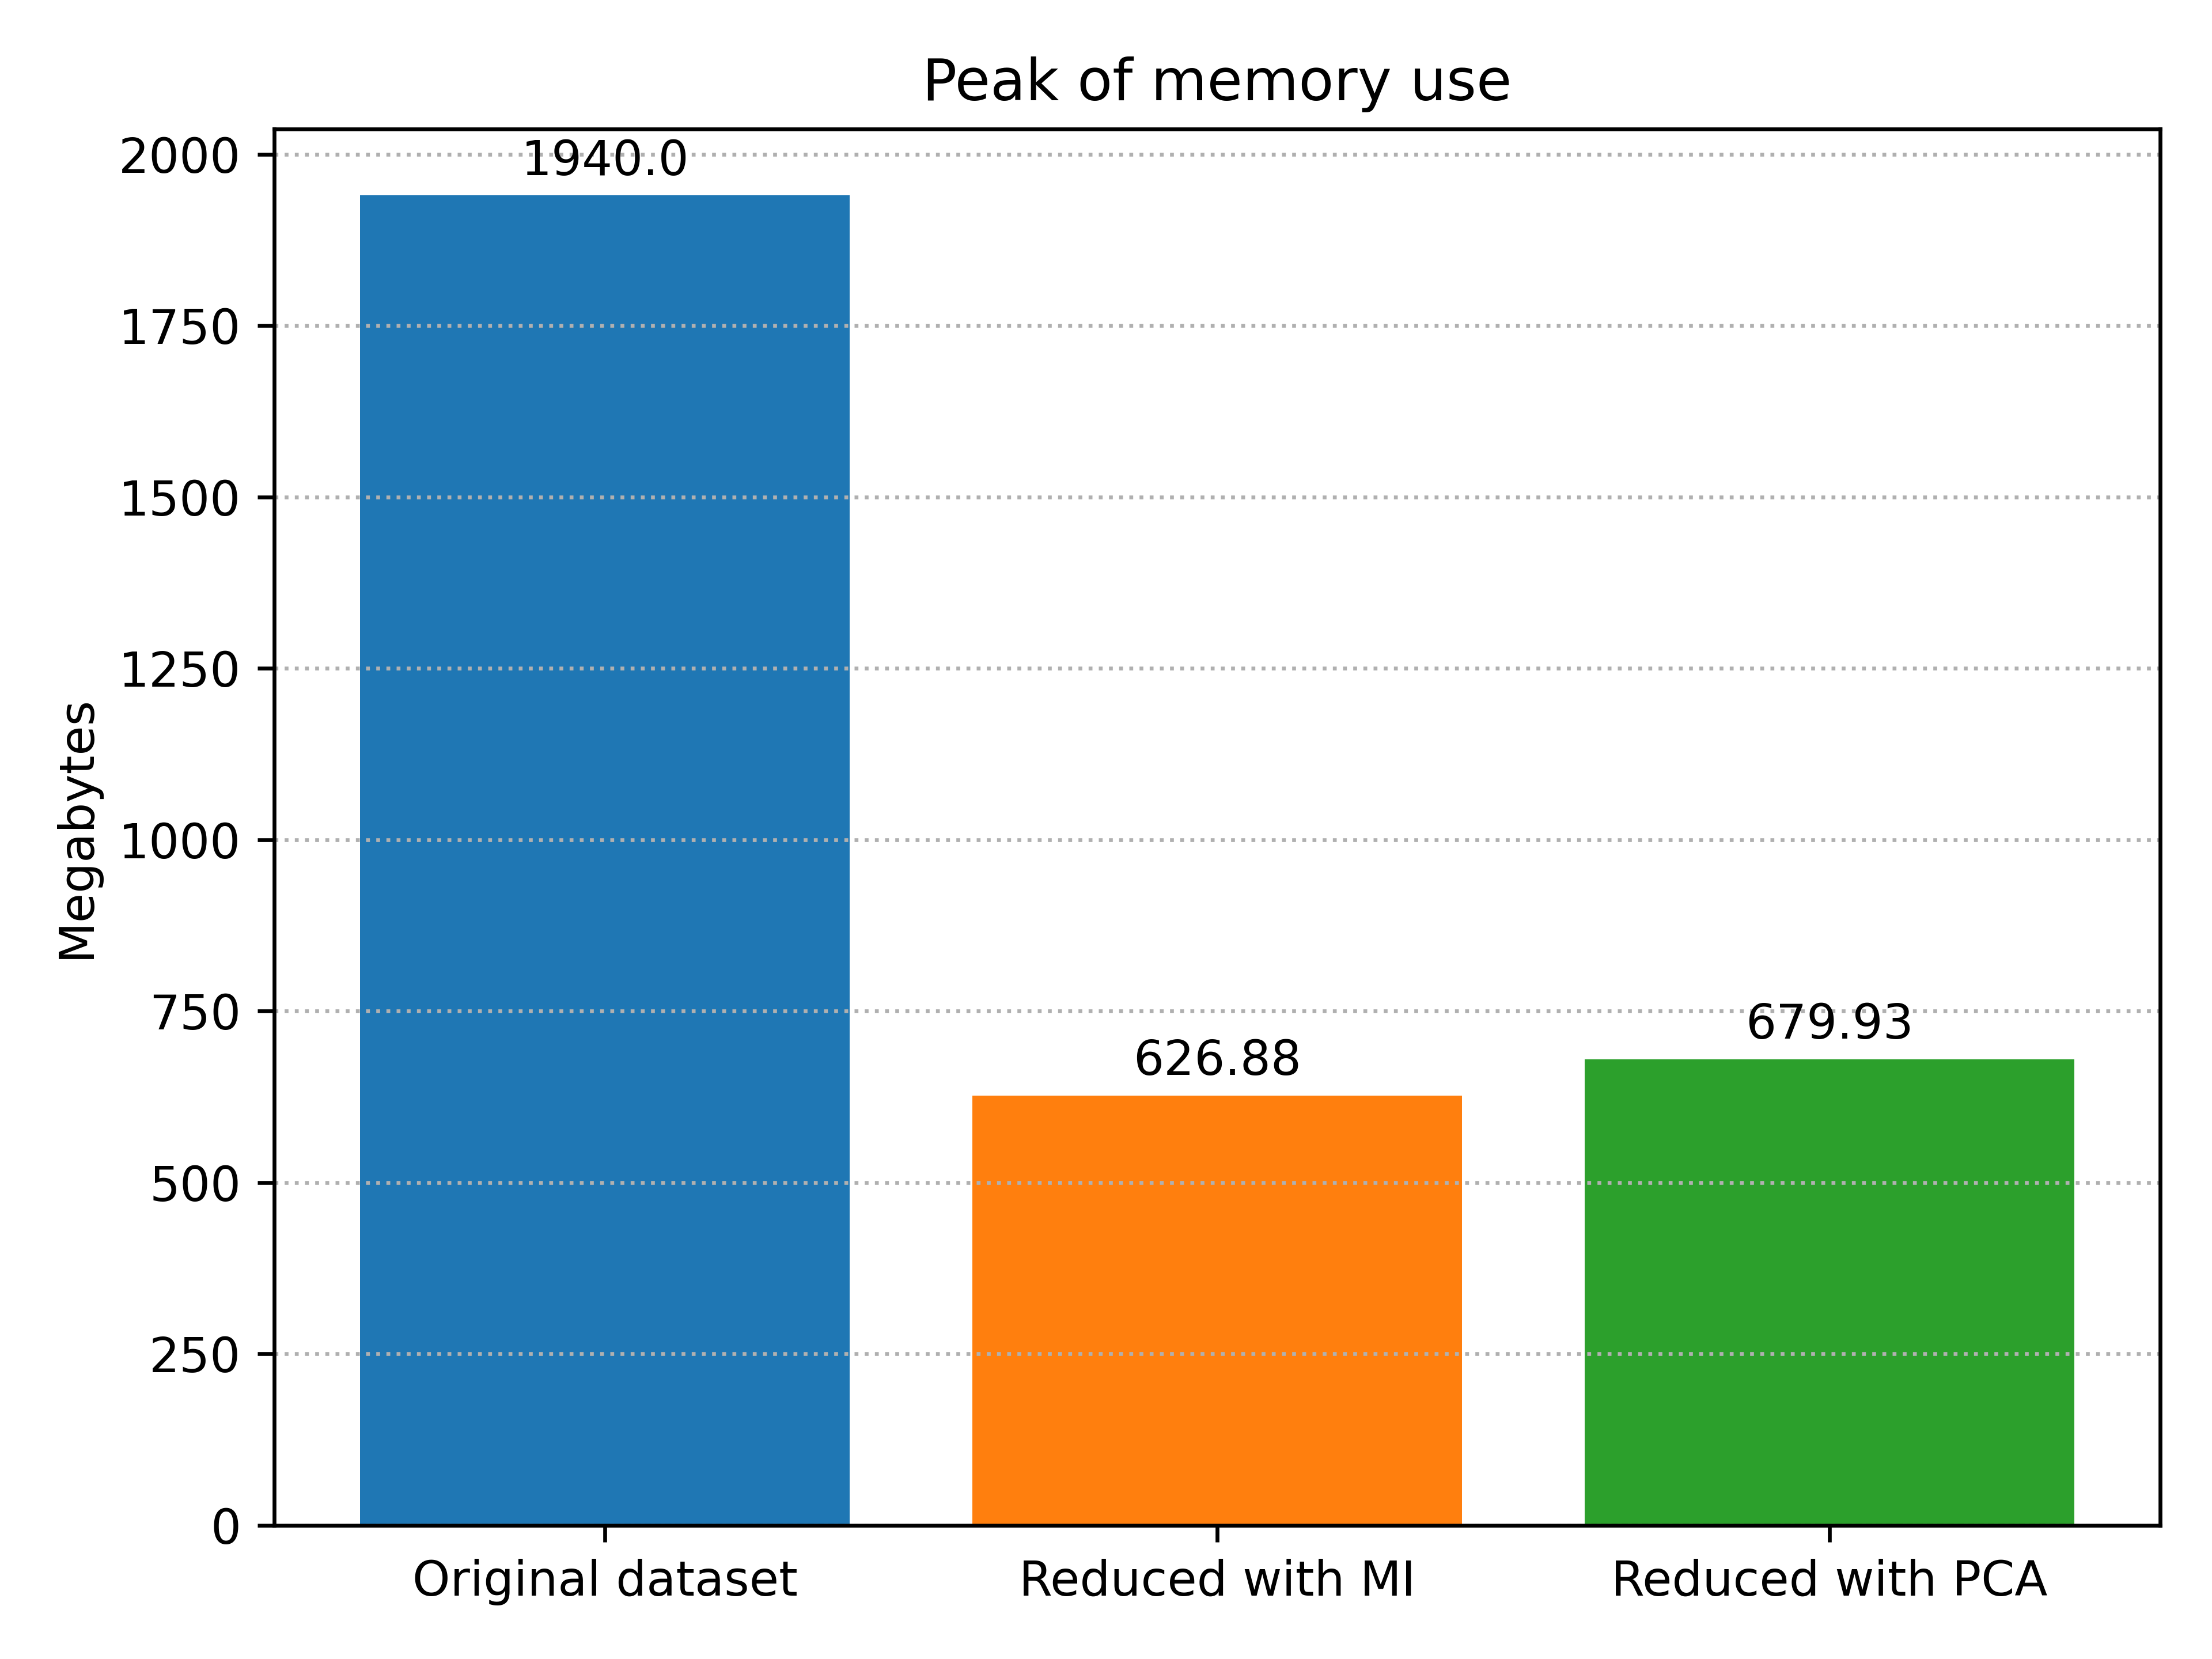 Peak of memory use
Megabytes
2000
1750
1500
1250
1000
750
500
250
0
1940.0
626.88
679.93
Original dataset
Reduced with MI
Reduced with PCA